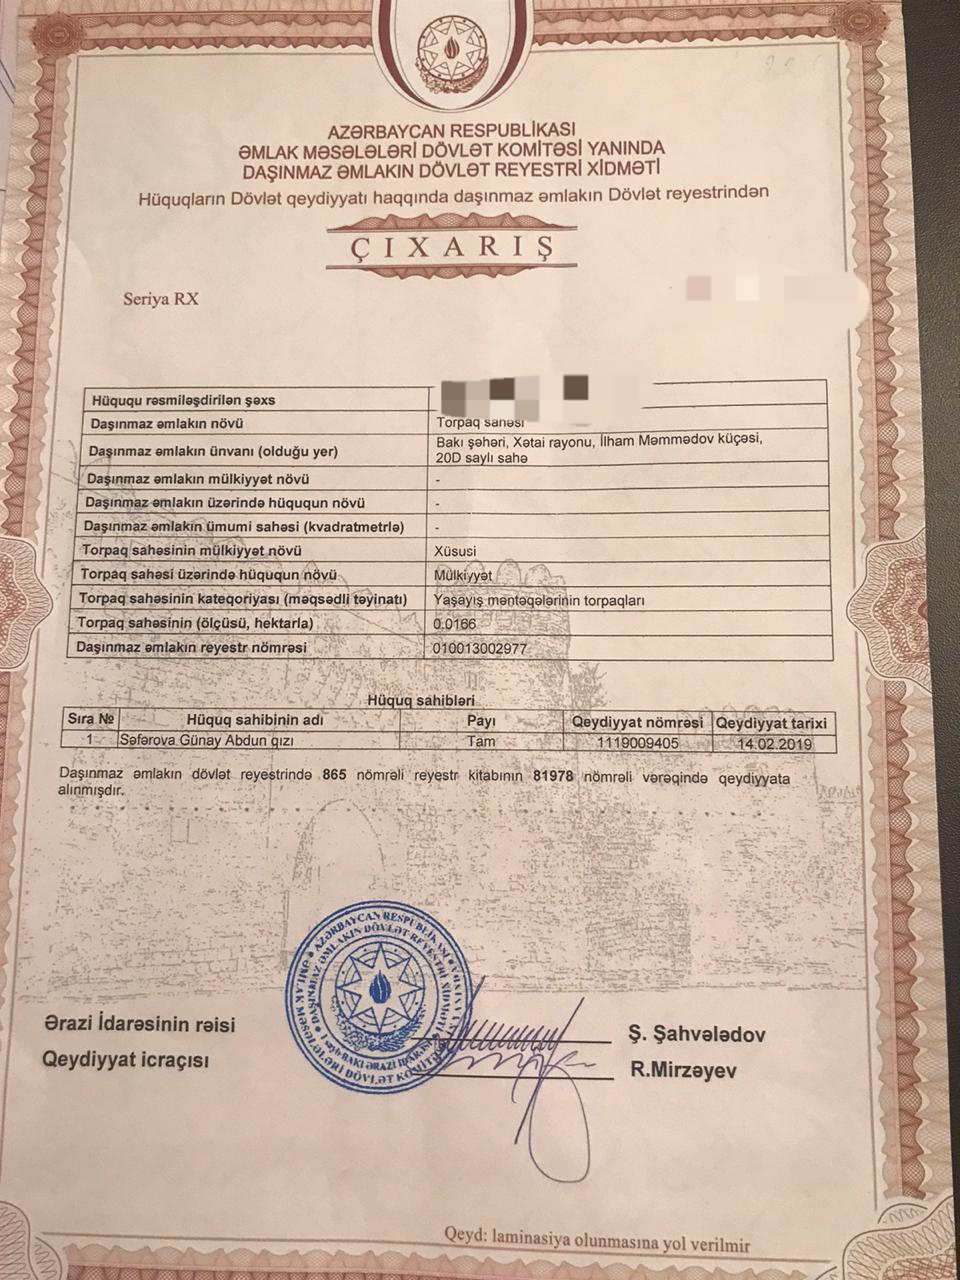 AZƏRBAYCAN RESPUBLİKASI
ƏMLAK MƏSƏLƏLƏRİ DÖVLƏT KOMİTƏSİ YANINDA
DAŞINMAZ ƏMLAKIN DÖVLƏT REYESTRİ XİDMƏTİ
Hüquqların Dövlət qeydiyyatı haqqında daşınmaz əmlakın Dövlət reyestrindən
ÇIXARIŞ
Seriya RX
Hüququ rəsmiləşdirilən şəxs
Daşınmaz əmlakın növü Torpaq sahəsi
Daşınmaz əmlakın ünvanı (olduğu yer) Bakı şəhəri, Xətai rayonu, İlham Məmmədov küçəsi,
20D saylı sahə
Daşınmaz əmlakın mülkiyyət növü -
Daşınmaz əmlakın üzərində hüququn növü -
Daşınmaz əmlakın ümumi sahəsi (kvadratmetrlə) -
Torpaq sahəsinin mülkiyyət növü Xüsusi
Torpaq sahəsi üzərində hüququn növü Mülkiyyət
Torpaq sahəsinin kateqoriyası (məqsədli təyinatı) Yaşayış məntəqələrinin torpaqları
Torpaq sahəsinin (ölçüsü, hektarla) 0.0166
Daşınmaz əmlakın reyestr nömrəsi 010013002977
Hüquq sahibləri
Sıra № Hüquq sahibinin adı Payı Qeydiyyat nömrəsi Qeydiyyat tarixi
1 Səfərova Günay Abdun qızı Tam 1119009405 14.02.2019
Daşınmaz əmlakın dövlət reyestrində 865 nömrəli reyestr kitabının 81978 nömrəli vərəqində qeydiyyata
alınmışdır.
AZƏRBAYCAN RESPUBLİKASI
DAŞINMAZ ƏMLAKIN DÖVLƏT REYESTRİ XİDMƏTİ
Ərazi İdarəsinin rəisi Ş. Şahvələdov
Qeydiyyat icraçısı R.Mirzəyev
Qeyd: laminasiya olunmasına yol verilmir